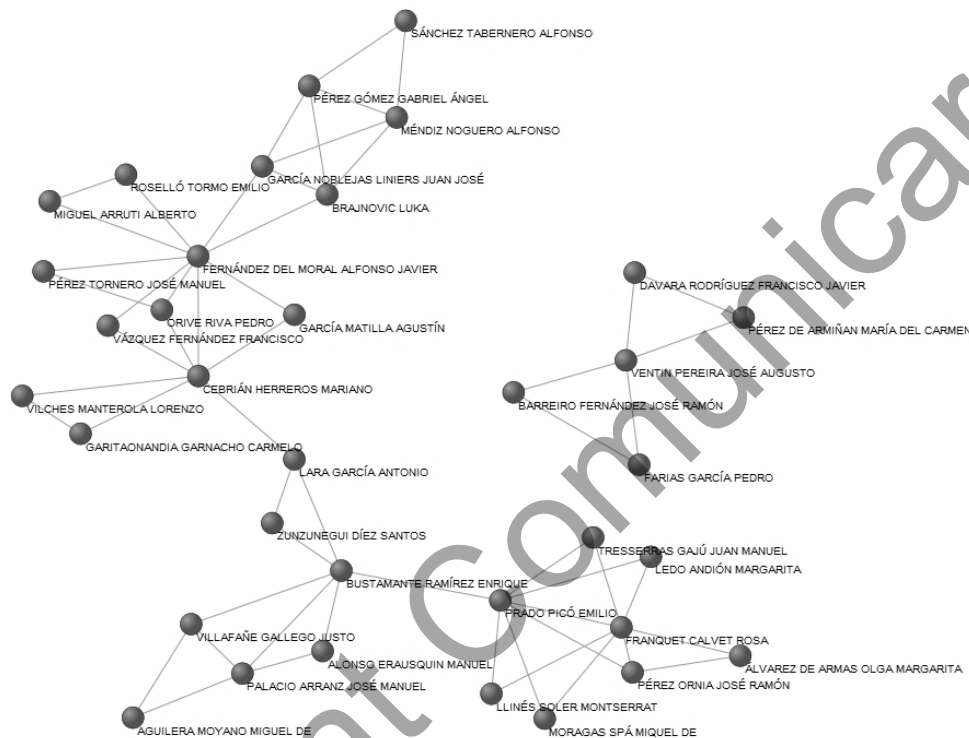 SÁNCHEZ TABERNERO ALFONSO
PÉREZ GÓMEZ GABRIEL ÁNGEL
MÉNDIZ NOGUERO ALFONSO
GARCÍA NOBLEJAS LINIERS JUAN JOSÉ
ROSELLÓ TORMO EMILIO
BRAJNOVIC LUKA
MIGUEL ARRUTI ALBERTO
FERNÁNDEZ DEL MORAL ALFONSO JAVIER
PÉREZ TORNERO JOSÉ MANUEL
DAVARA RODRÍGUEZ FRANCISCO JAVIER
ORIVE RIVA PEDRO
GARCÍA MATILLA AGUSTÍN
PÉREZ DE ARMIÑAN MARÍA DEL CARMEN
VÁZQUEZ FERNÁNDEZ FRANCISCO
VENTIN PEREIRA JOSÉ AUGUSTO
CEBRIÁN HERREROS MARIANO
VILCHES MANTEROLA LORENZO
BARREIRO FERNÁNDEZ JOSÉ RAMÓN
GARITAONANDIA GARNACHO CARMELO
LARA GARCÍA ANTONIO
FARIAS GARCÍA PEDRO
ZUNZUNEGUI DÍEZ SANTOS
TRESSERRAS GAJÚ JUAN MANUEL
LEDO ANDIÓN MARGARITA
BUSTAMANTE RAMÍREZ ENRIQUE
PRADO PICÓ EMILIO
VILLAFAÑE GALLEGO JUSTO
FRANQUET CALVET ROSA
ALONSO ERAUSQUIN MANUEL
ÁLVAREZ DE ARMAS OLGA MARGARITA
PALACIO ARRANZ JOSÉ MANUEL
PÉREZ ORNIA JOSÉ RAMÓN
LLINÉS SOLER MONTSERRAT
AGUILERA MOYANO MIGUEL DE
MORAGAS SPÁ MIQUEL DE
nt Comunicar